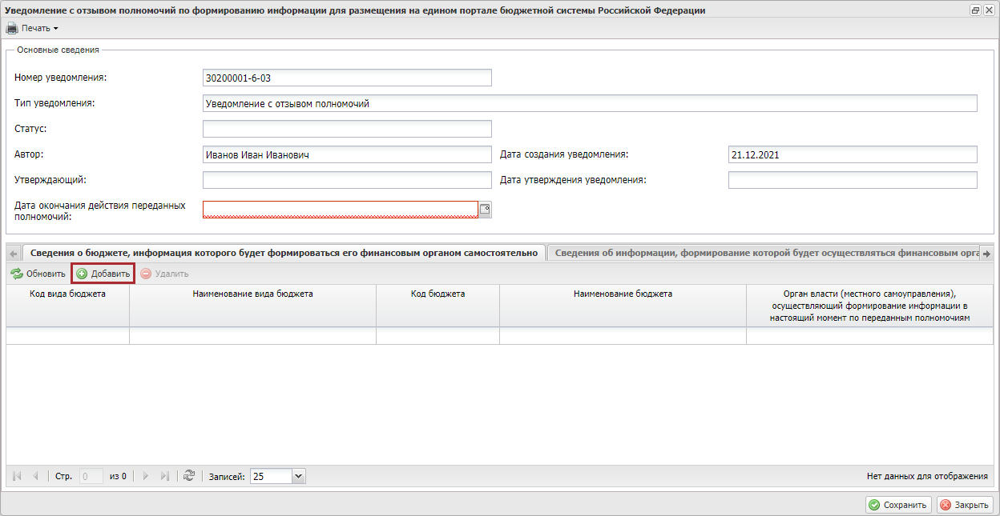 Уведомление с отзывом полномочий по формированию информации для размещения на едином портале бюджетной системы Российской Федерации
Печать
Основные сведения
Номер уведомления: 30200001-6-03
Тип уведомления: Уведомление с отзывом полномочий
Статус:
Автор: Иванов Иван Иванович Дата создания уведомления: 21.12.2021
Утверждающий: Дата утверждения уведомления:
Дата окончания действия переданных
полномочий:
Сведения о бюджете, информация которого будет формироваться его финансовым органом самостоятельно Сведения об информации, формирование которой будет осуществляться финансовым орга
Обновить Добавить Удалить
Код вида бюджета Наименование вида бюджета Код бюджета Наименование бюджета Орган власти (местного самоуправления),
осуществляющий формирование информации в
настоящий момент по переданным полномочиям
Стр. 0 из 0 Записей: 25 Нет данных для отображения
Сохранить Закрыть